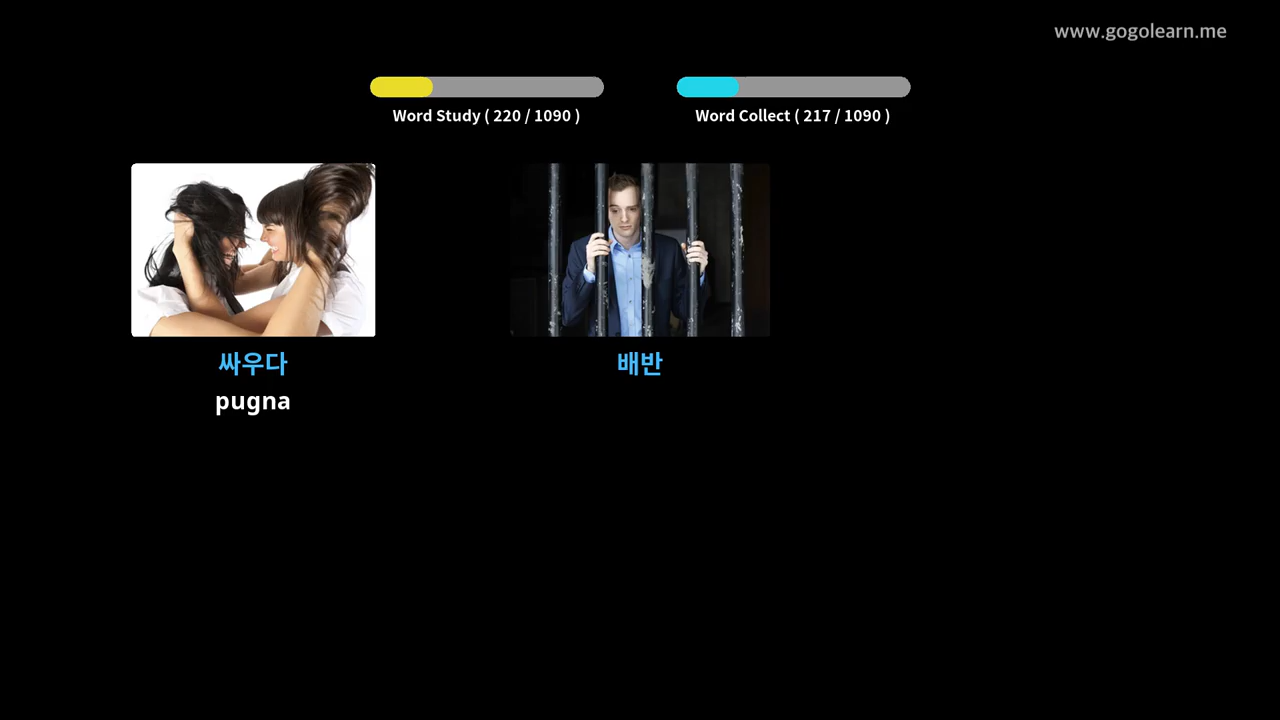 www.gogolearn.me
Word Study ( 220 / 1090 )
Word Collect ( 217 / 1090 )
싸우다
pugna
배반